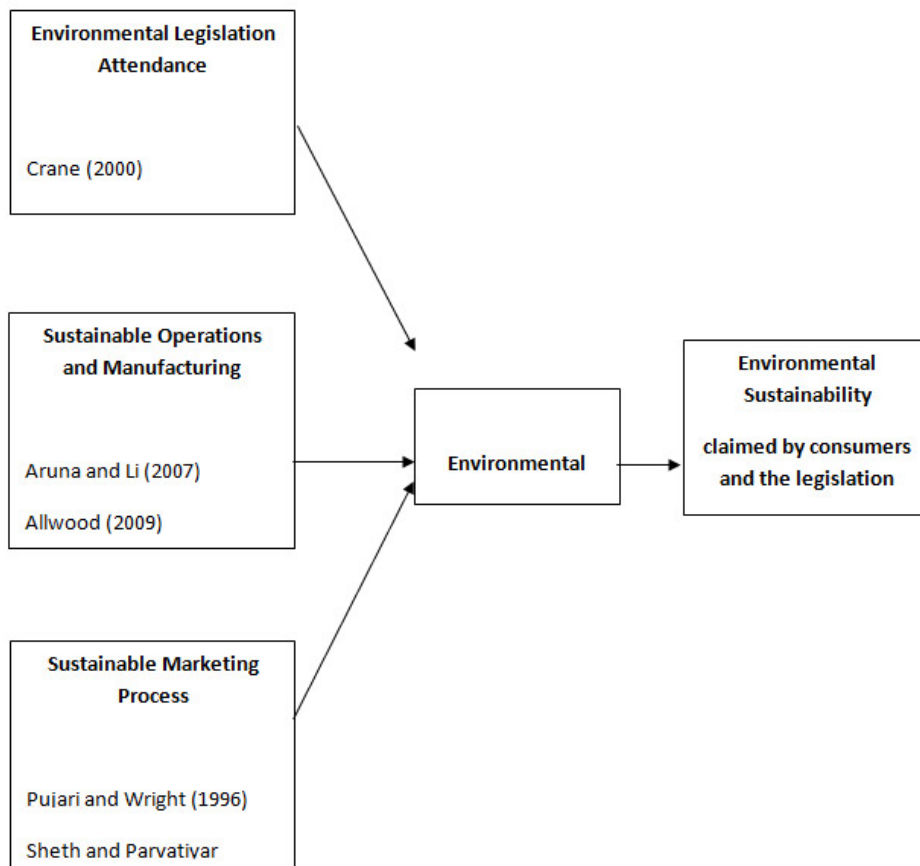 Environmental Legislation
Attendance
Crane (2000)
Sustainable Operations
and Manufacturing
Aruna and Li (2007)
Allwood (2009)
Environmental
Environmental
Sustainability
claimed by consumers
and the legislation
Sustainable Marketing
Process
Pujari and Wright (1996)
Sheth and Parvatiyar